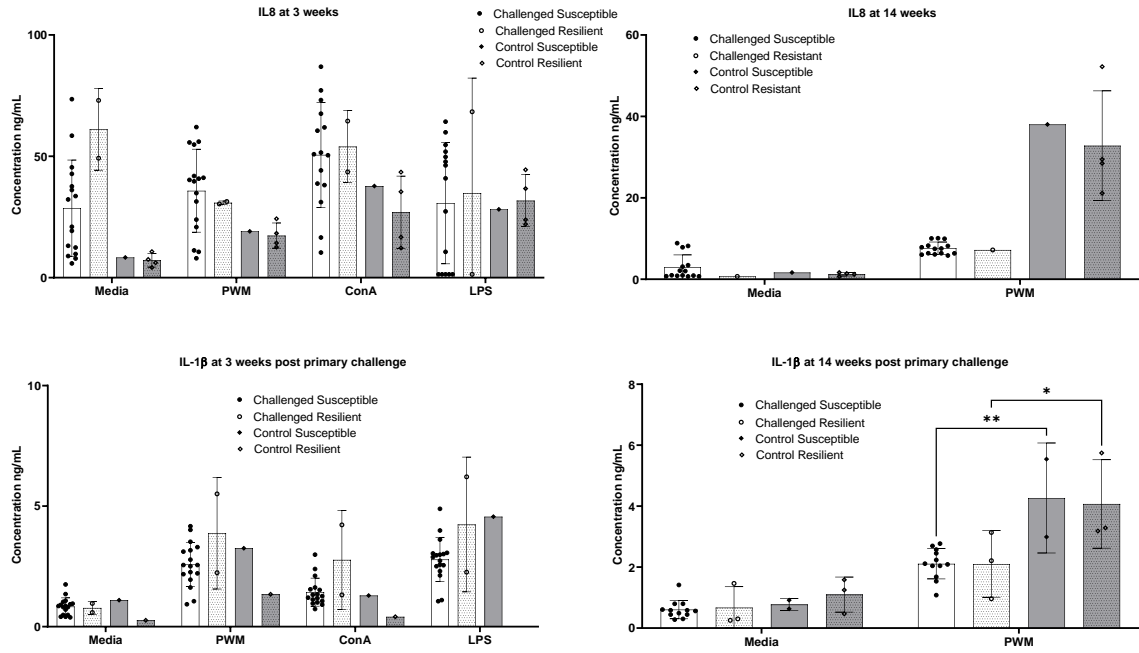 IL8 at 3 weeks
Concentration ng/mL
100
50
0
Challenged Susceptible
Challenged Resilient
Control Susceptible
Control Resilient
Media PWM ConA LPS
IL8 at 14 weeks
Concentration ng/mL
60
40
20
0
Challenged Susceptible
Challenged Resistant
Control Susceptible
Control Resistant
Media PWM
IL-1β at 3 weeks post primary challenge
Concentration ng/mL
10
5
0
Challenged Susceptible
Challenged Resilient
Control Susceptible
Control Resilient
Media PWM ConA LPS
IL-1β at 14 weeks post primary challenge
Concentration ng/mL
8
6
4
2
0
Challenged Susceptible
Challenged Resilient
Control Susceptible
Control Resilient
**
*
Media PWM